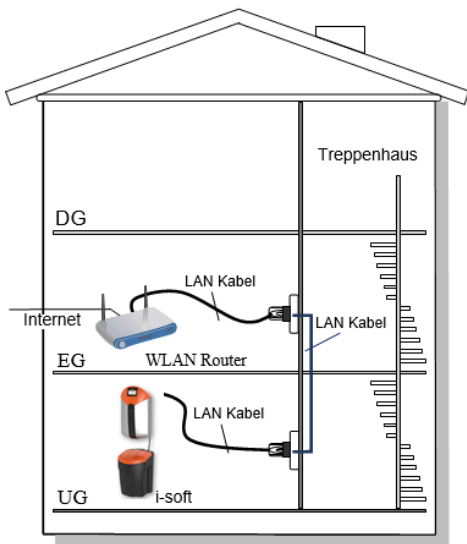 Treppenhaus
DG
LAN Kabel
Internet
LAN Kabel
EG
WLAN Router
LAN Kabel
UG
i-soft